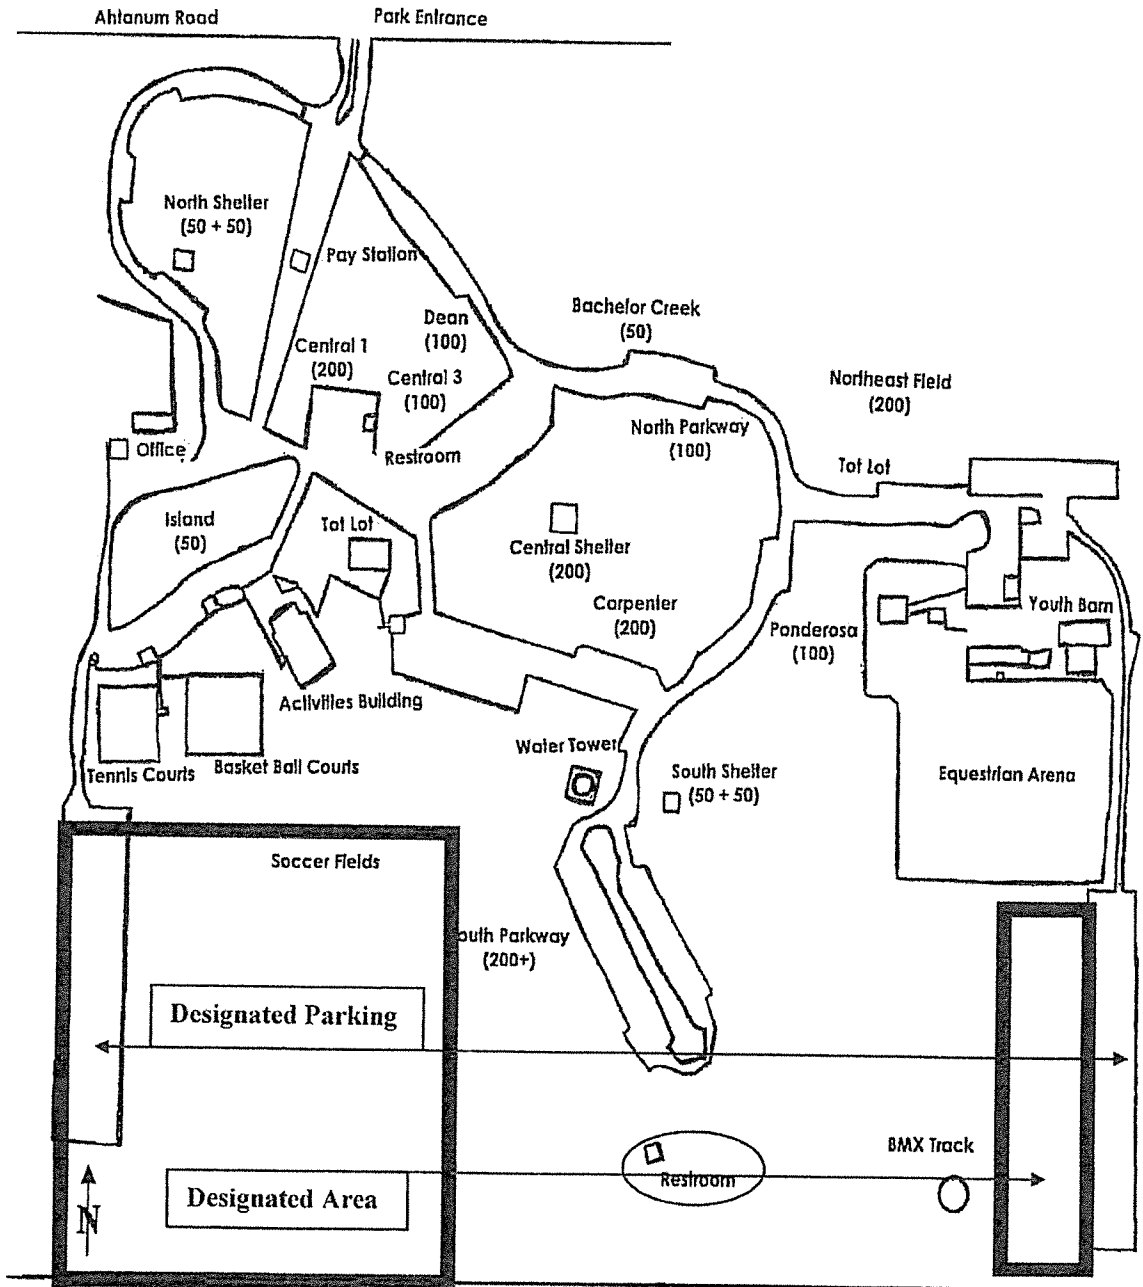 Ahtanum Road
Park Entrance
North Shelter
(50 + 50)
Pay Station
Dean
(100)
Bachelor Creek
(50)
Central 1
(200)
Central 3
(100)
Northeast Field
(200)
North Parkway
(100)
Restroom
Office
Tot Lot
Island
(50)
Tot Lot
Central Shelter
(200)
Carpenter
(200)
Youth Barn
Ponderosa
(100)
Activities Building
Water Tower
South Shelter
(50 + 50)
Equestrian Arena
Tennis Courts
Basket Ball Courts
Soccer Fields
outh Parkway
(200+)
Designated Parking
BMX Track
Restroom
Designated Area
N